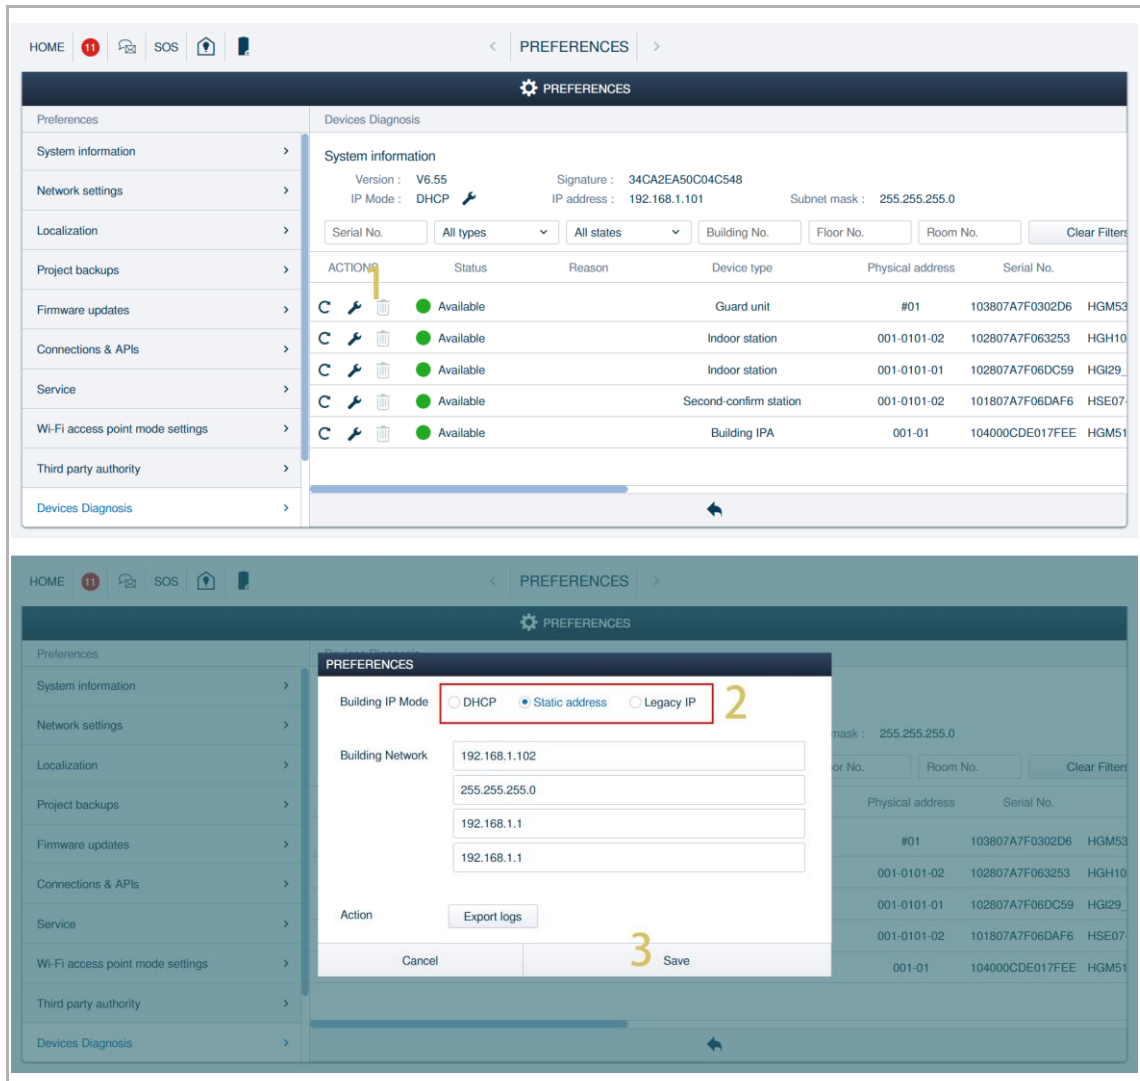 HOME 11 SOS < PREFERENCES >
PREFERENCES
Preferences
Devices Diagnosis
System information
Network settings
Localization
Project backups
Firmware updates
Connections & APIs
Service
Wi-Fi access point mode settings
Third party authority
Devices Diagnosis
System information
Version : V6.55 Signature : 34CA2EA50C04C548
IP Mode : DHCP IP address : 192.168.1.101 Subnet mask : 255.255.255.0
Serial No. All types All states Building No. Floor No. Room No. Clear Filters
ACTIONS Status Reason Device type Physical address Serial No.
1
Available Guard unit #01 103807A7F0302D6 HGM53
Available Indoor station 001-0101-02 102807A7F063253 HGH10
Available Indoor station 001-0101-01 102807A7F06DC59 HGI29_
Available Second-confirm station 001-0101-02 101807A7F06DAF6 HSE07-
Available Building IPA 001-01 104000CDE017FEE HGM51
HOME 11 SOS < PREFERENCES >
PREFERENCES
Preferences
Devices Diagnosis
System information
Network settings
Localization
Project backups
Firmware updates
Connections & APIs
Service
Wi-Fi access point mode settings
Third party authority
Devices Diagnosis
PREFERENCES
Building IP Mode DHCP Static address Legacy IP 2
Building Network 192.168.1.102
255.255.255.0
192.168.1.1
192.168.1.1
Action Export logs
Cancel 3 Save
mask : 255.255.255.0
or No. Room No. Clear Filters
Physical address Serial No.
#01 103807A7F0302D6 HGM53
001-0101-02 102807A7F063253 HGH10
001-0101-01 102807A7F06DC59 HGI29_
001-0101-02 101807A7F06DAF6 HSE07-
001-01 104000CDE017FEE HGM51